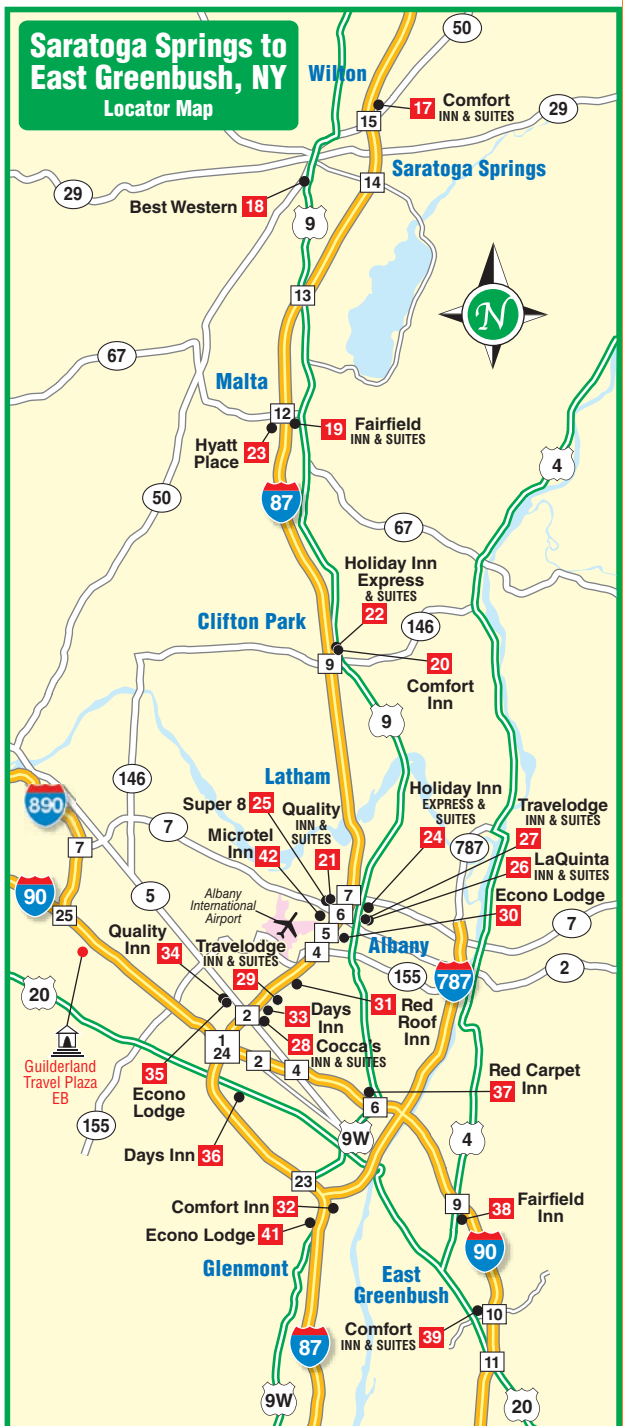 Saratoga Springs to
East Greenbush, NY
Locator Map
50
Wilton
17 Comfort
INN & SUITES
29
15
Saratoga Springs
14
29
Best Western 18
9
N
13
67
Malta
12
19 Fairfield
INN & SUITES
Hyatt
Place 23
4
87
50
67
Holiday Inn
Express
& SUITES
22
Clifton Park
146
9
20
Comfort
Inn
9
Latham
146
890
Super 8 25
Quality
INN &
SUITES
21
Microtel
Inn 42
Holiday Inn
EXPRESS &
SUITES
24
Travelodge
INN & SUITES
27
787
26 LaQuinta
INN & SUITES
7
7
5
90
25
Albany
International
Airport
7
6
5
4
Econo Lodge
30
7
Quality
Inn 34
Travelodge
INN & SUITES
29
Albany
155
2
787
20
31 Red
Roof
Inn
33 Days
Inn
2
28 Cocca's
INN & SUITES
1
24
2
4
Guilderland
Travel Plaza
EB
35
Econo
Lodge
Red Carpet
Inn
37
6
155
Days Inn 36
9W
4
23
Comfort Inn 32
9
38 Fairfield
Inn
Econo Lodge 41
90
Glenmont
East
Greenbush
10
Comfort
INN & SUITES 39
87
11
9W
20